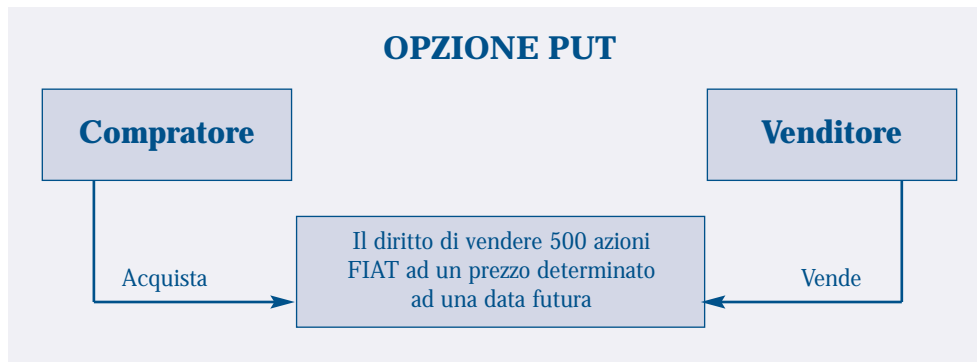 OPZIONE PUT
Compratore
Venditore
Il diritto di vendere 500 azioni
FIAT ad un prezzo determinato
ad una data futura
Acquista
Vende